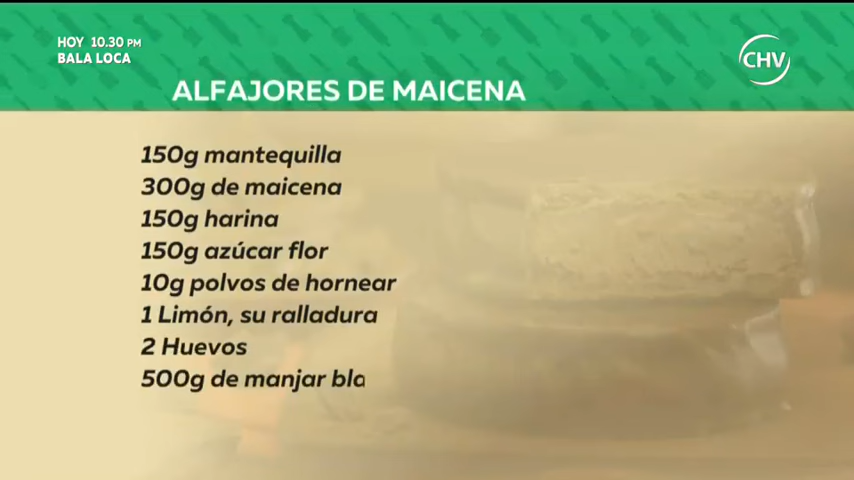 HOY 10.30 PM
BALA LOCA
CHV
ALFAJORES DE MAICENA
150g mantequilla
300g de maicena
150g harina
150g azúcar flor
10g polvos de hornear
1 Limón, su ralladura
2 Huevos
500g de manjar bla